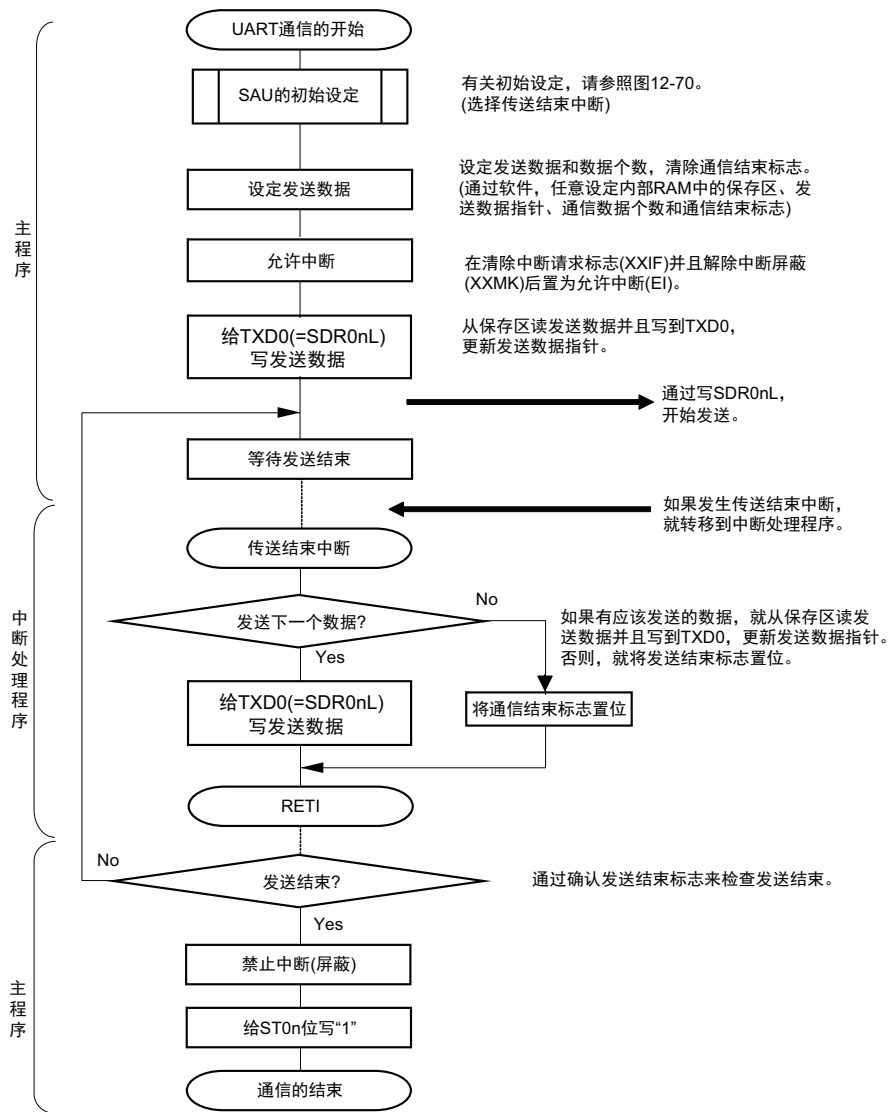 UART通信的开始
SAU的初始设定
有关初始设定，请参照图12-70。
(选择传送结束中断)
设定发送数据
设定发送数据和数据个数，清除通信结束标志。
(通过软件，任意设定内部RAM中的保存区、发
送数据指针、通信数据个数和通信结束标志)
主程序
允许中断
在清除中断请求标志(XXIF)并且解除中断屏蔽
(XXMK)后置为允许中断(EI)。
给TXD0(=SDR0nL)
写发送数据
从保存区读发送数据并且写到TXD0，
更新发送数据指针。
通过写SDR0nL，
开始发送。
等待发送结束
如果发生传送结束中断，
就转移到中断处理程序。
传送结束中断
中断处理程序
发送下一个数据?
No
Yes
如果有应该发送的数据，就从保存区读发
送数据并且写到TXD0，更新发送数据指针。
否则，就将发送结束标志置位。
给TXD0(=SDR0nL)
写发送数据
将通信结束标志置位
RETI
No
发送结束?
通过确认发送结束标志来检查发送结束。
Yes
禁止中断(屏蔽)
主程序
给ST0n位写“1”
通信的结束